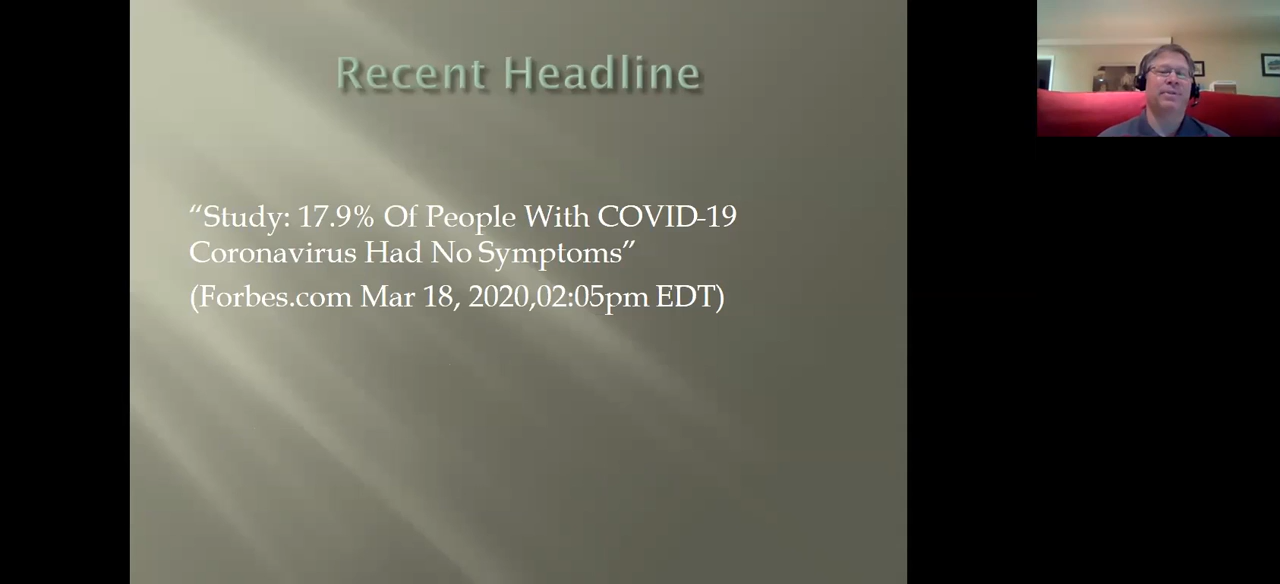 Recent Headline
“Study: 17.9% Of People With COVID-19
Coronavirus Had No Symptoms”
(Forbes.com Mar 18, 2020,02:05pm EDT)